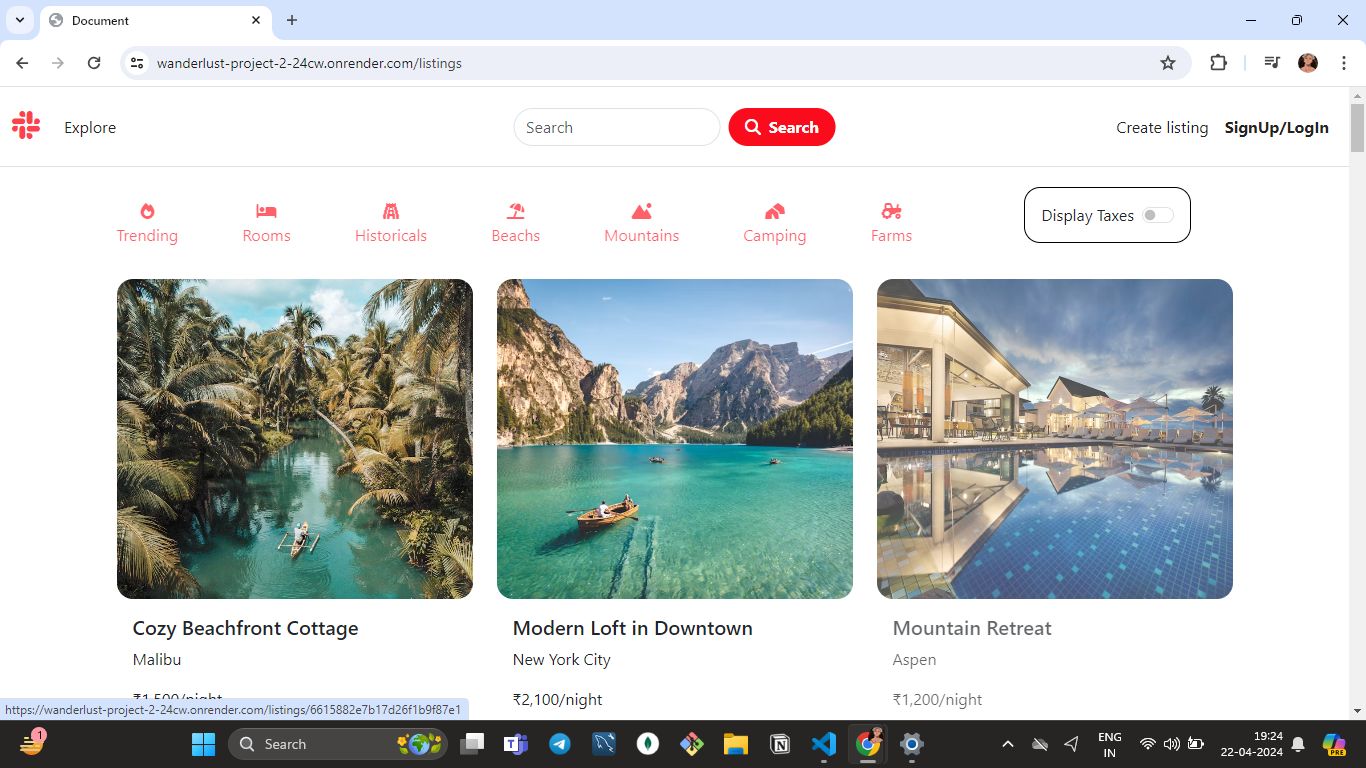 Document
wanderlust-project-2-24cw.onrender.com/listings
Explore
Search
Search
Create listing
SignUp/LogIn
Trending
Rooms
Historicals
Beachs
Mountains
Camping
Farms
Display Taxes
Cozy Beachfront Cottage
Malibu
₹1,500/night
Modern Loft in Downtown
New York City
₹2,100/night
Mountain Retreat
Aspen
₹1,200/night
https://wanderlust-project-2-24cw.onrender.com/listings/6615882e7b17d26f1b9f87e1
1
Search
ENG
IN
19:24
22-04-2024
PRE